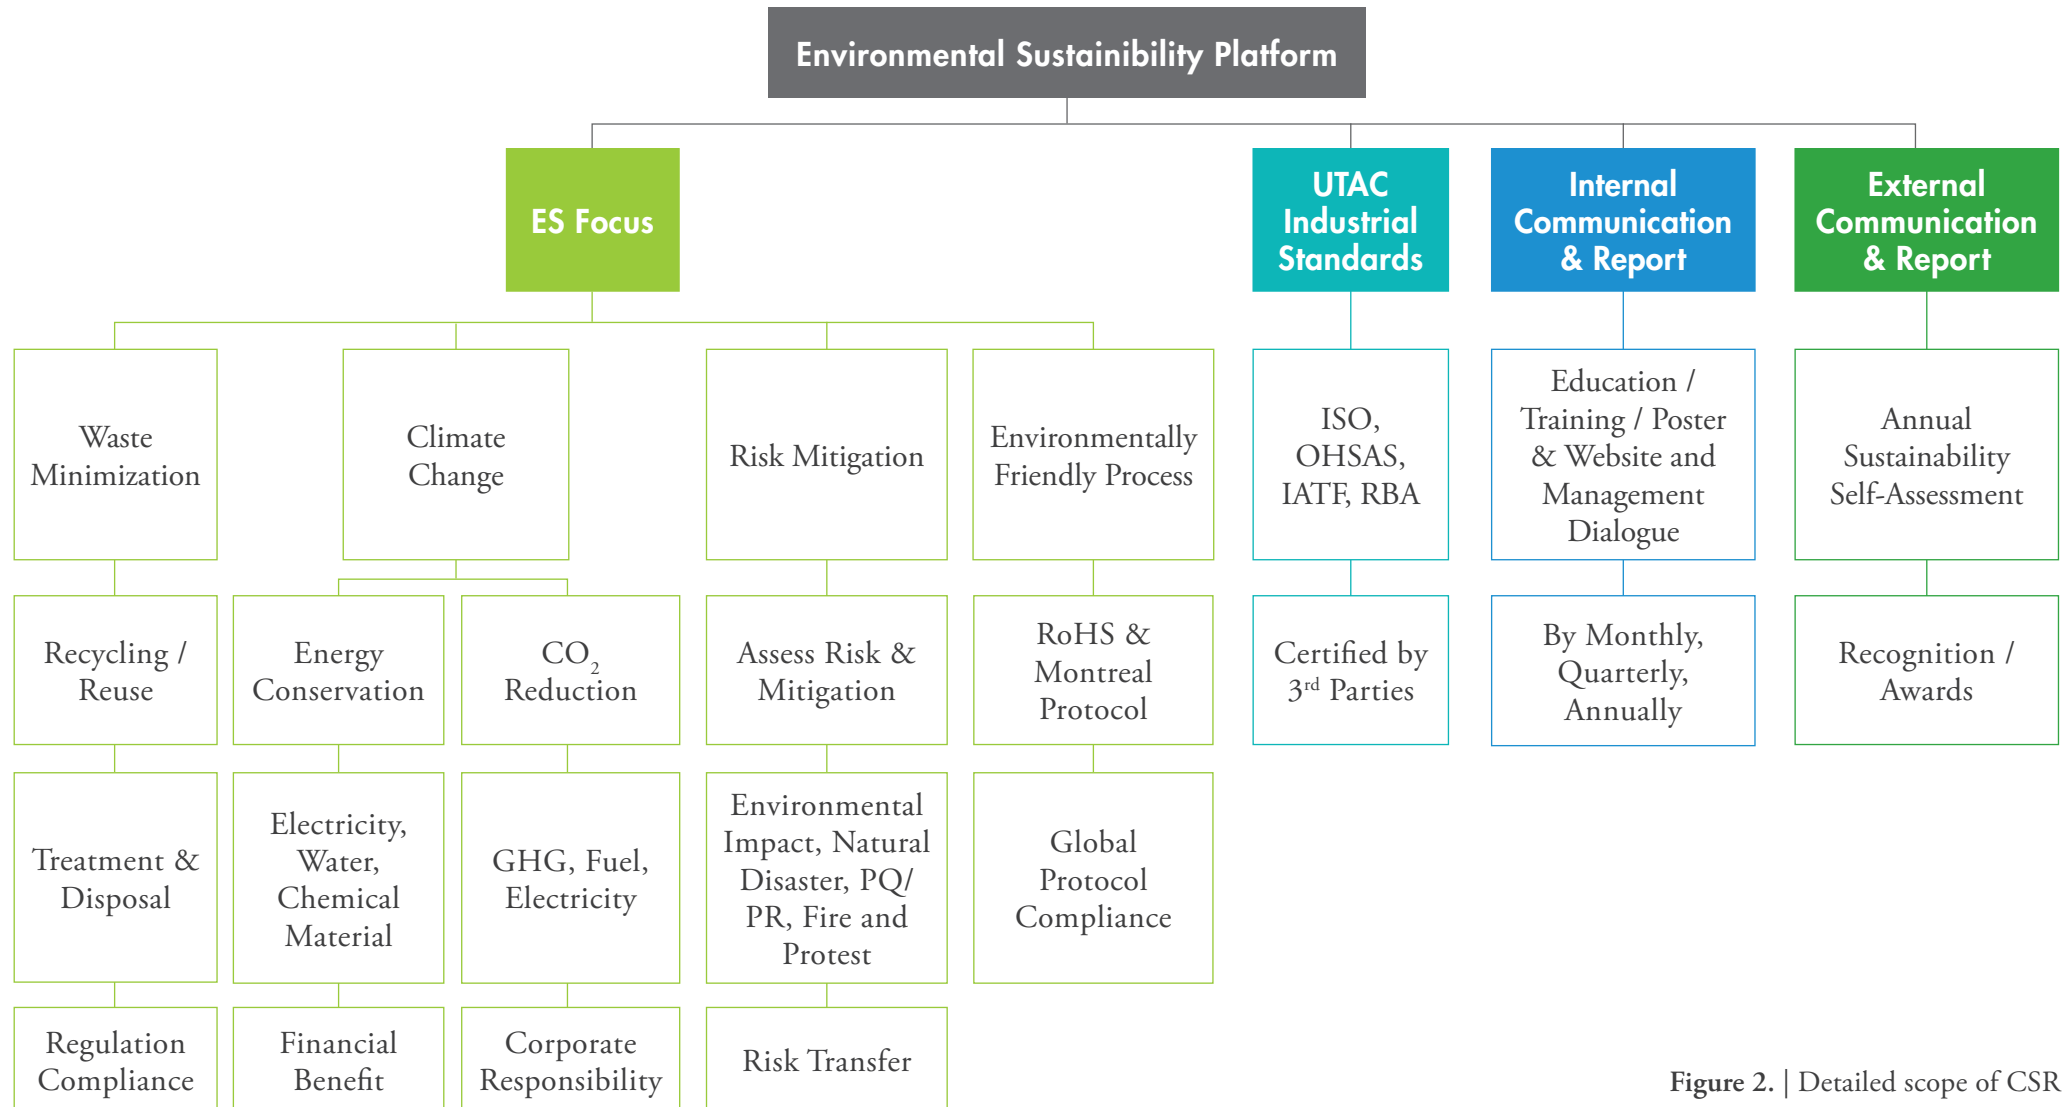 Environmental Sustainibility Platform
ES Focus
UTAC
Industrial
Standards
Internal
Communication
& Report
External
Communication
& Report
Waste
Minimization
Climate
Change
Risk Mitigation
Environmentally
Friendly Process
ISO,
OHSAS,
IATF, RBA
Education /
Training / Poster
& Website and
Management
Dialogue
Annual
Sustainability
Self-Assessment
Recycling /
Reuse
Energy
Conservation
CO₂
Reduction
Assess Risk &
Mitigation
RoHS &
Montreal
Protocol
Certified by
3rd Parties
By Monthly,
Quarterly,
Annually
Recognition /
Awards
Treatment &
Disposal
Electricity,
Water,
Chemical
Material
GHG, Fuel,
Electricity
Environmental
Impact, Natural
Disaster, PQ/
PR, Fire and
Protest
Global
Protocol
Compliance
Regulation
Compliance
Financial
Benefit
Corporate
Responsibility
Risk Transfer
Figure 2. | Detailed scope of CSR